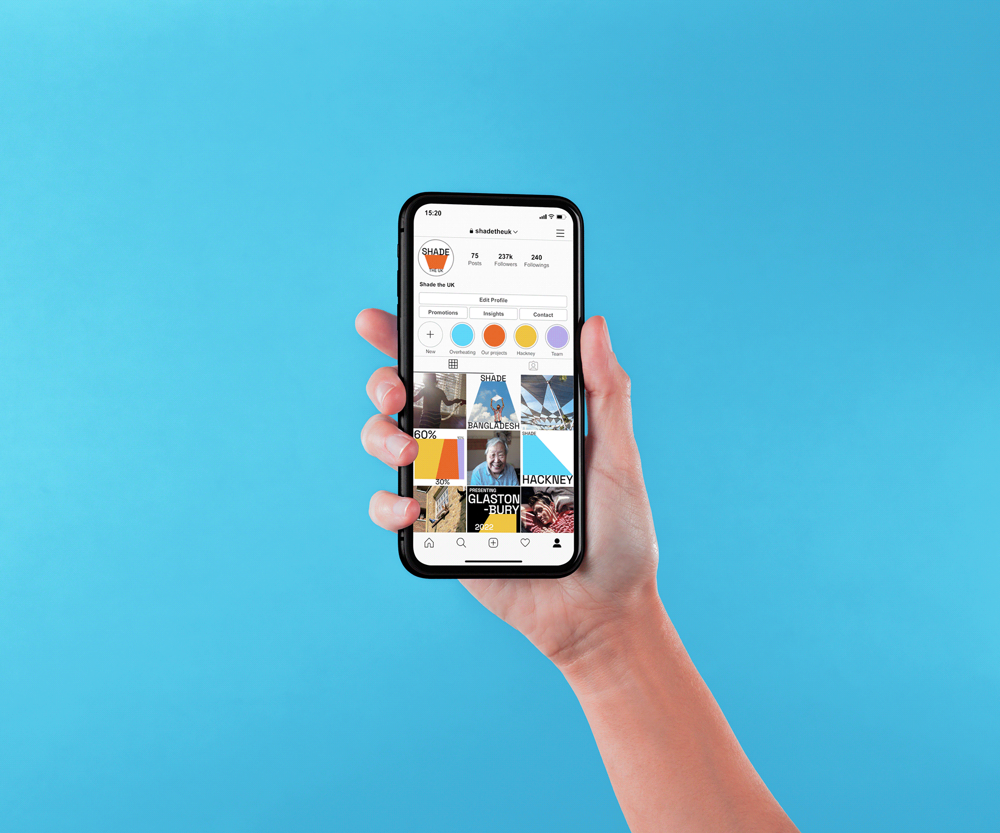 15:20
shadetheuk
SHADE
THE UK
75
Posts
237k
Followers
240
Followings
Shade the UK
Edit Profile
Promotions
Insights
Contact
New
Overheating
Our projects
Hackney
Team
SHADE
BANGLADESH
60%
10%
30%
SHADE
HACKNEY
PRESENTING
GLASTON
-BURY
2022